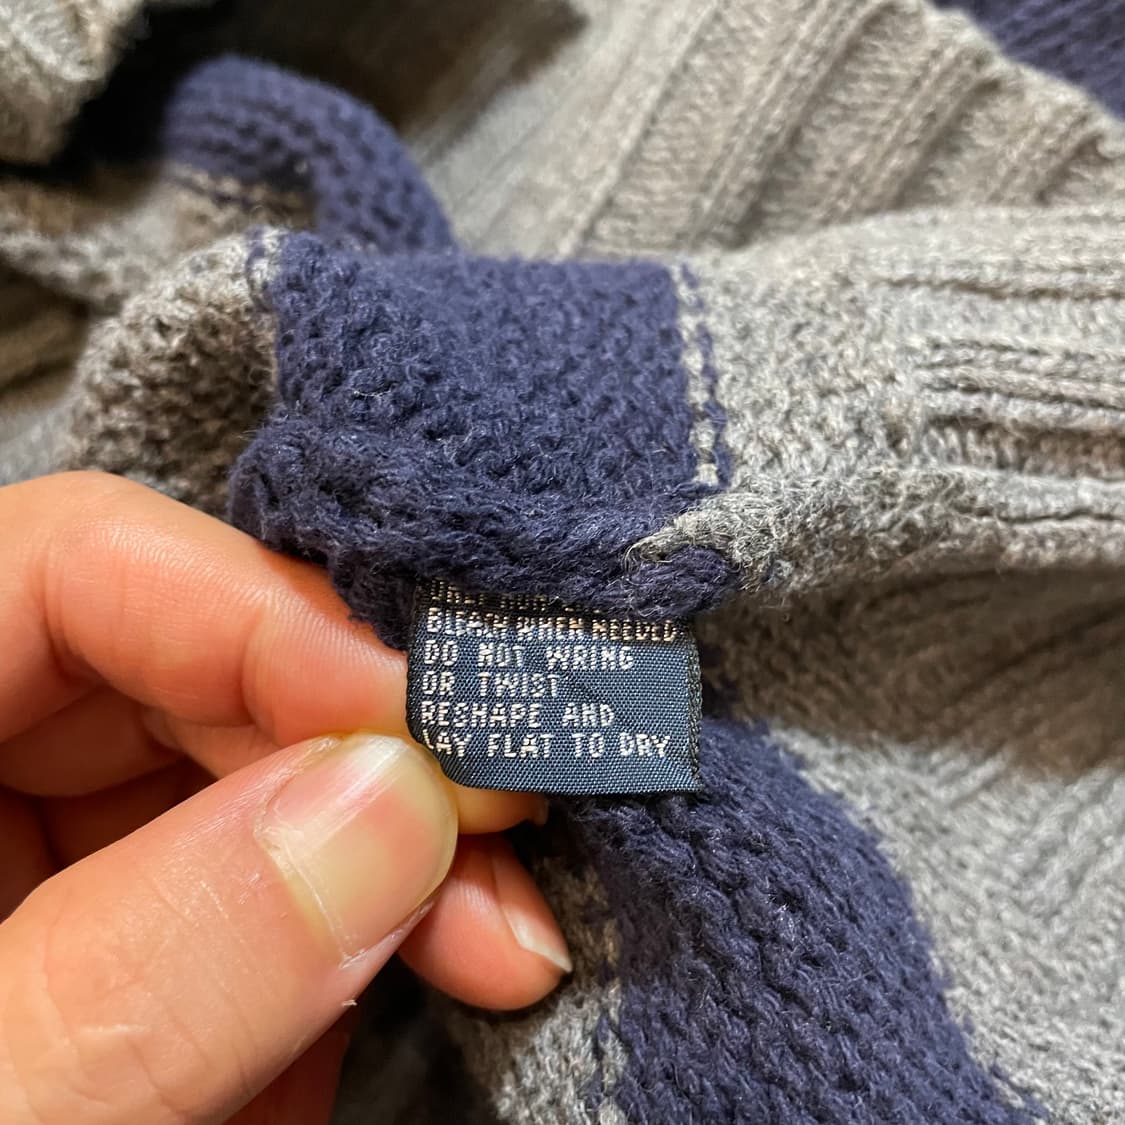 BLEACH WHEN NEEDED
DO NOT WRING
OR TWIST
RESHAPE AND
LAY FLAT TO DRY